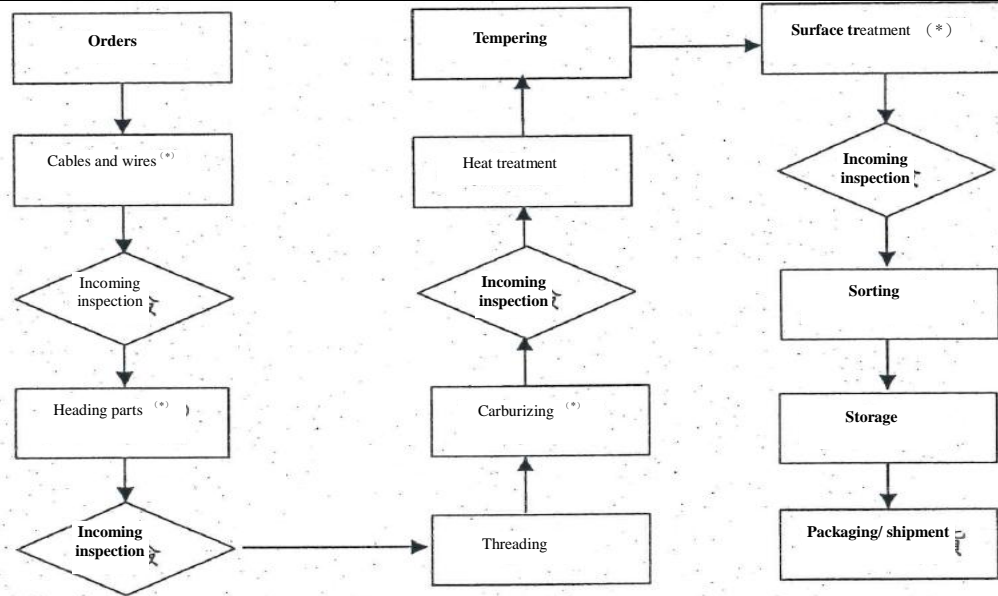 Orders
Cables and wires (*)
Incoming
inspection
Heading parts (*)
Incoming
inspection
Threading
Carburizing (*)
Incoming
inspection
Heat treatment
Tempering
Surface treatment (*)
Incoming
inspection
Sorting
Storage
Packaging/ shipment